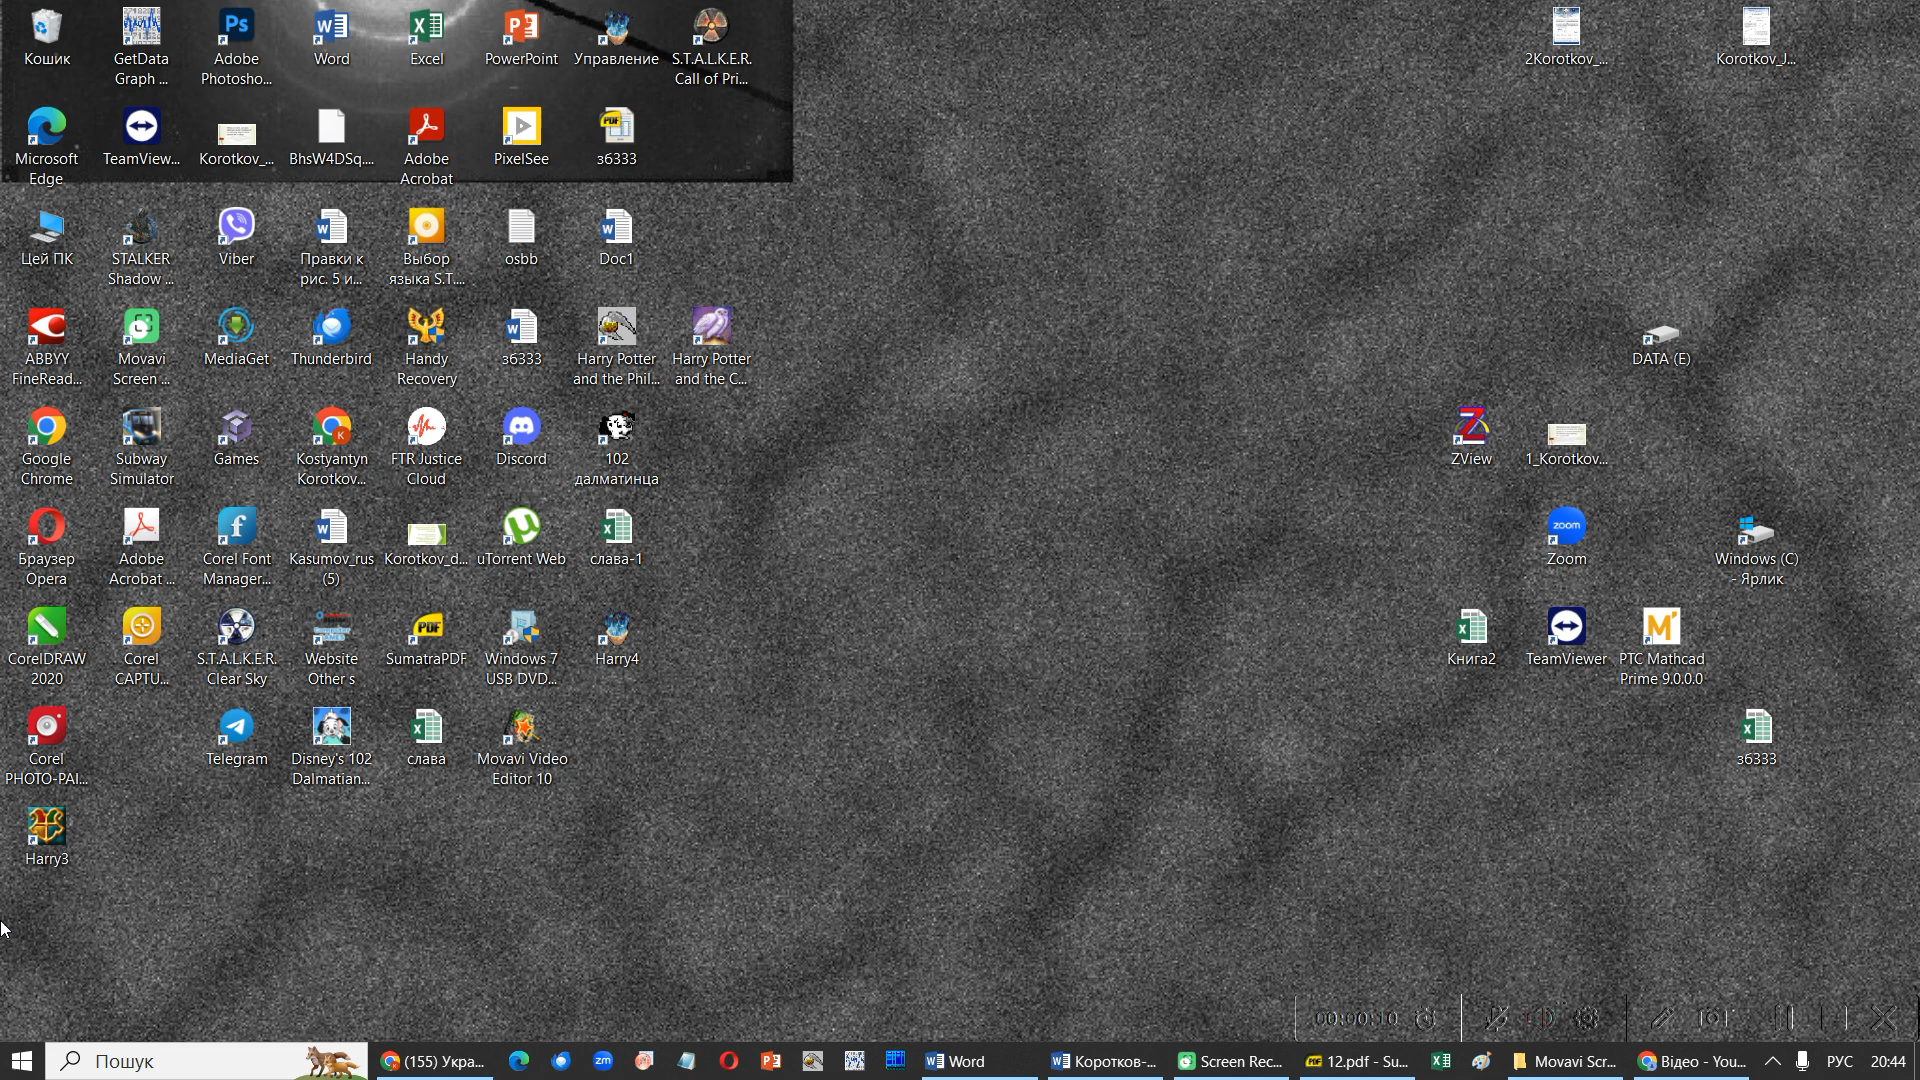 Кошик
GetData
Graph ...
Adobe
Photosho...
Word
Excel
PowerPoint
Управление
S.T.A.L.K.E.R.
Call of Pri...
2Korotkov_...
Korotkov_J...
Microsoft
Edge
TeamView...
Korotkov_...
BhsW4DSq....
Adobe
Acrobat
PixelSee
з6333
Цей ПК
STALKER
Shadow ...
Viber
Правки к
рис. 5 и...
Выбор
языка S.T....
osbb
Doc1
ABBYY
FineRead...
Movavi
Screen ...
MediaGet
Thunderbird
Handy
Recovery
з6333
Harry Potter
and the Phil...
Harry Potter
and the C...
DATA (E)
Google
Chrome
Subway
Simulator
Games
Kostyantyn
Korotkov...
FTR Justice
Cloud
Discord
102
далматинца
ZView
1_Korotkov...
Браузер
Opera
Adobe
Acrobat ...
Corel Font
Manager...
Kasumov_rus
(5)
Korotkov_d...
uTorrent Web
слава-1
Zoom
Windows (C)
- Ярлик
CorelDRAW
2020
Corel
CAPTU...
S.T.A.L.K.E.R.
Clear Sky
Website
Other s
SumatraPDF
Windows 7
USB DVD...
Harry4
Книга2
TeamViewer
PTC Mathcad
Prime 9.0.0.0
Corel
PHOTO-PAI...
Telegram
Disney's 102
Dalmatian...
слава
Movavi Video
Editor 10
з6333
Harry3
00:00:10
Пошук
(155) Укра...
Word
Коротков-...
Screen Rec...
12.pdf - Su...
Movavi Scr...
Відео - You...
РУС
20:44